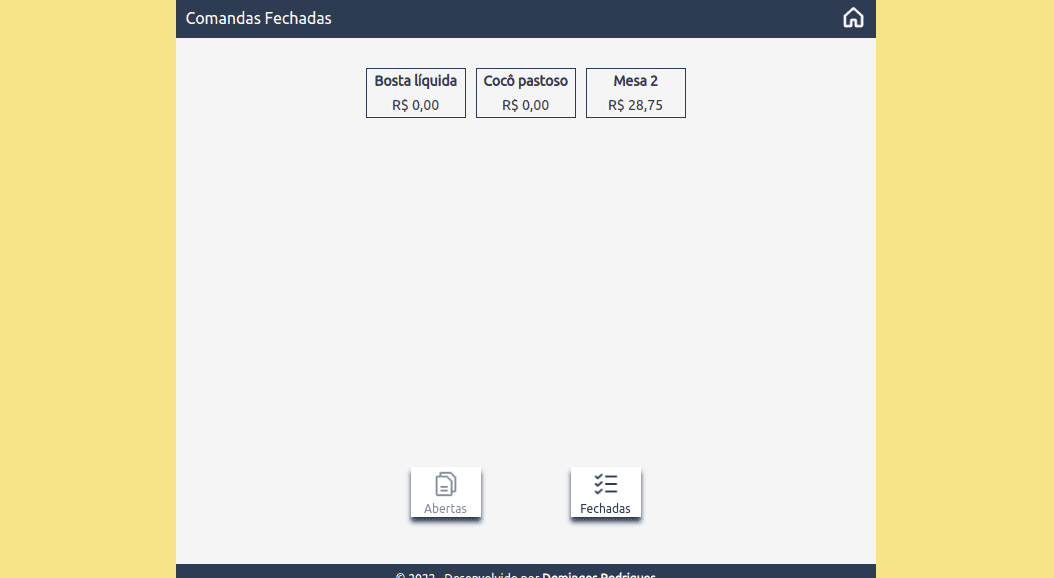 Comandas Fechadas
Bosta líquida
R$ 0,00
Cocô pastoso
R$ 0,00
Mesa 2
R$ 28,75
Abertas
Fechadas
© 2022 - Desenvolvido por Domingos Rodrigues